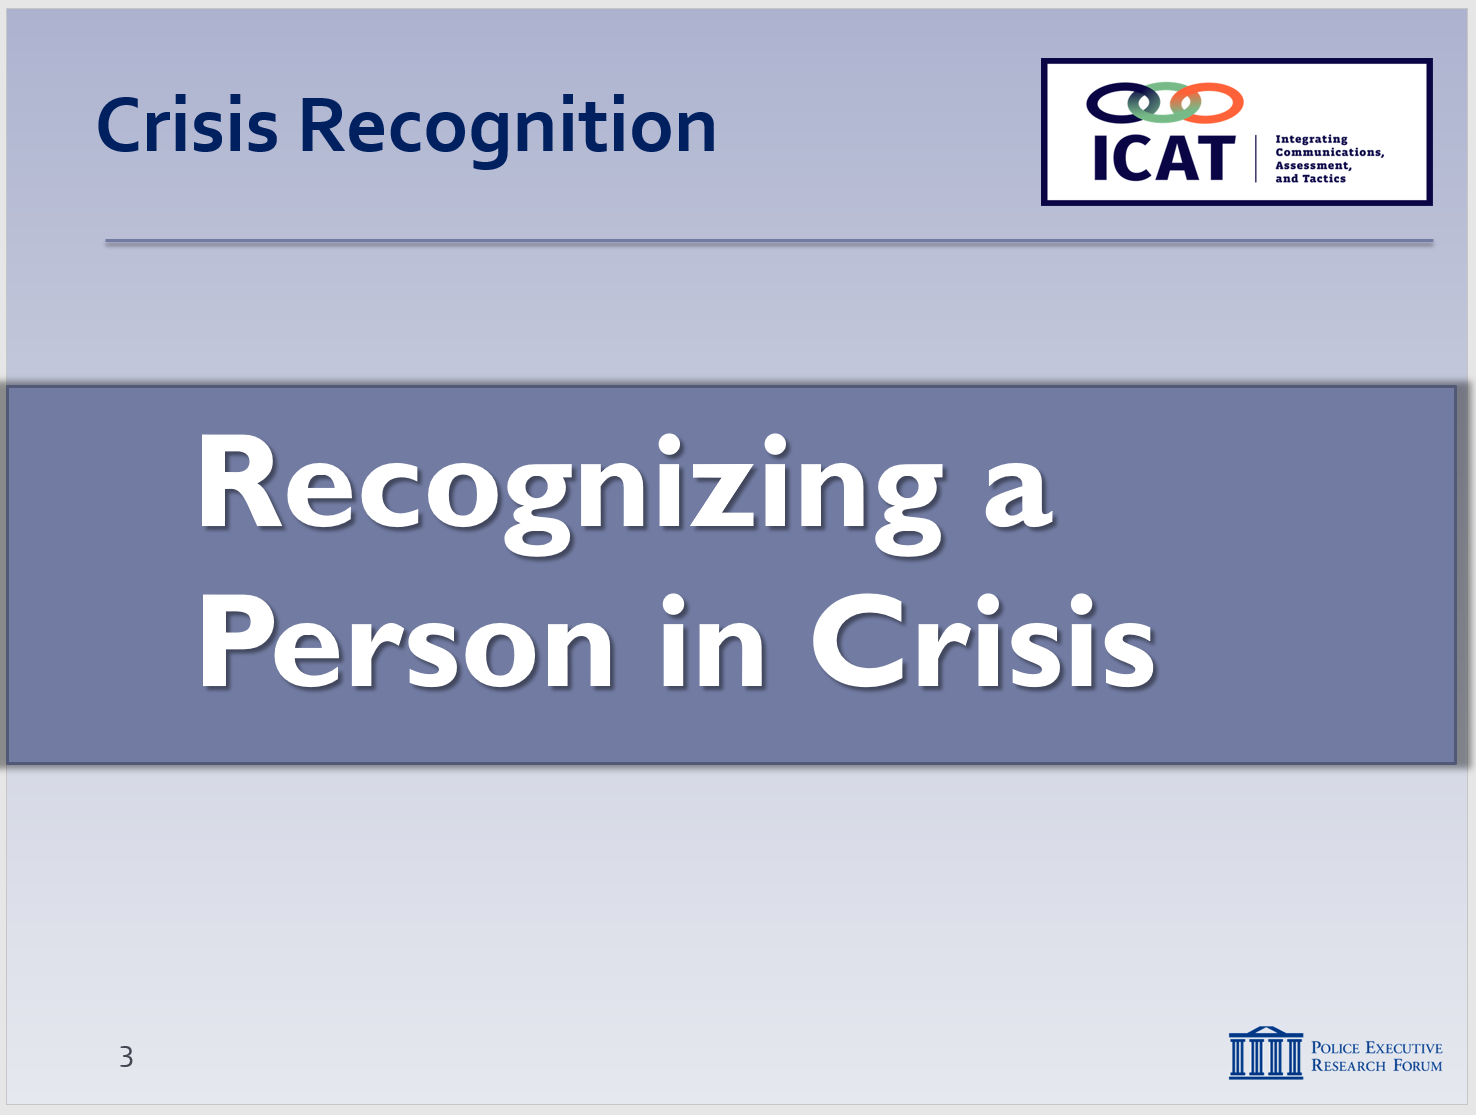 Crisis Recognition
ICAT
Integrating
Communications,
Assessment,
and Tactics
Recognizing a
Person in Crisis
3
POLICE EXECUTIVE
RESEARCH FORUM